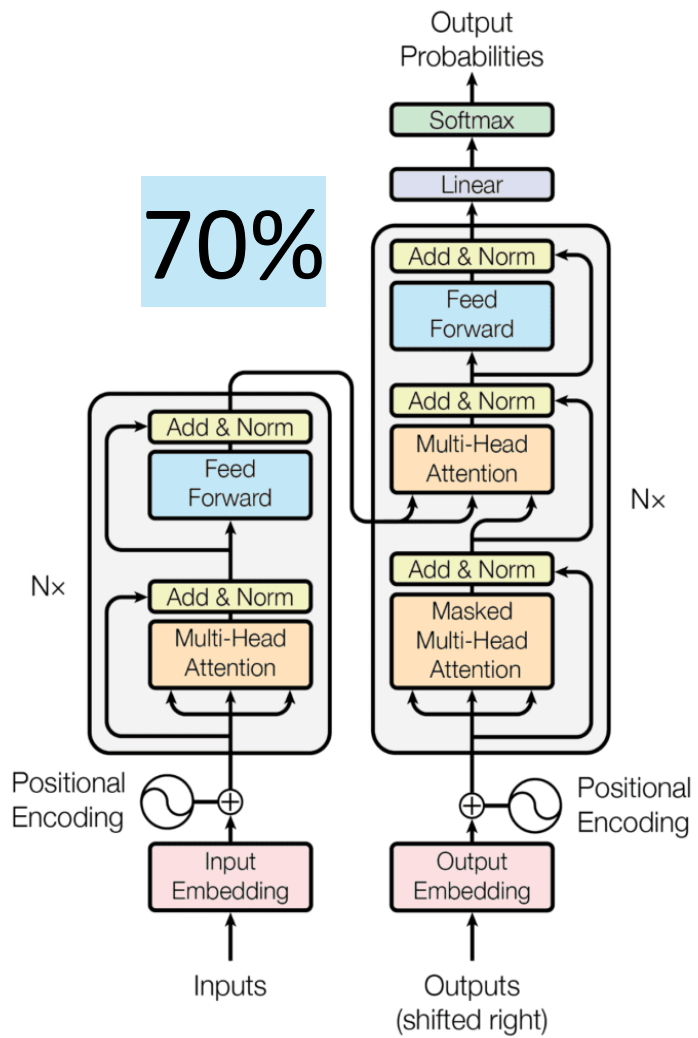 Output
Probabilities
Softmax
Linear
70%
Add & Norm
Feed
Forward
Add & Norm
Multi-Head
Attention
Add & Norm
Masked
Multi-Head
Attention
N×
Add & Norm
Feed
Forward
Add & Norm
Multi-Head
Attention
N×
Positional
Encoding
Positional
Encoding
Input
Embedding
Output
Embedding
Inputs
Outputs
(shifted right)